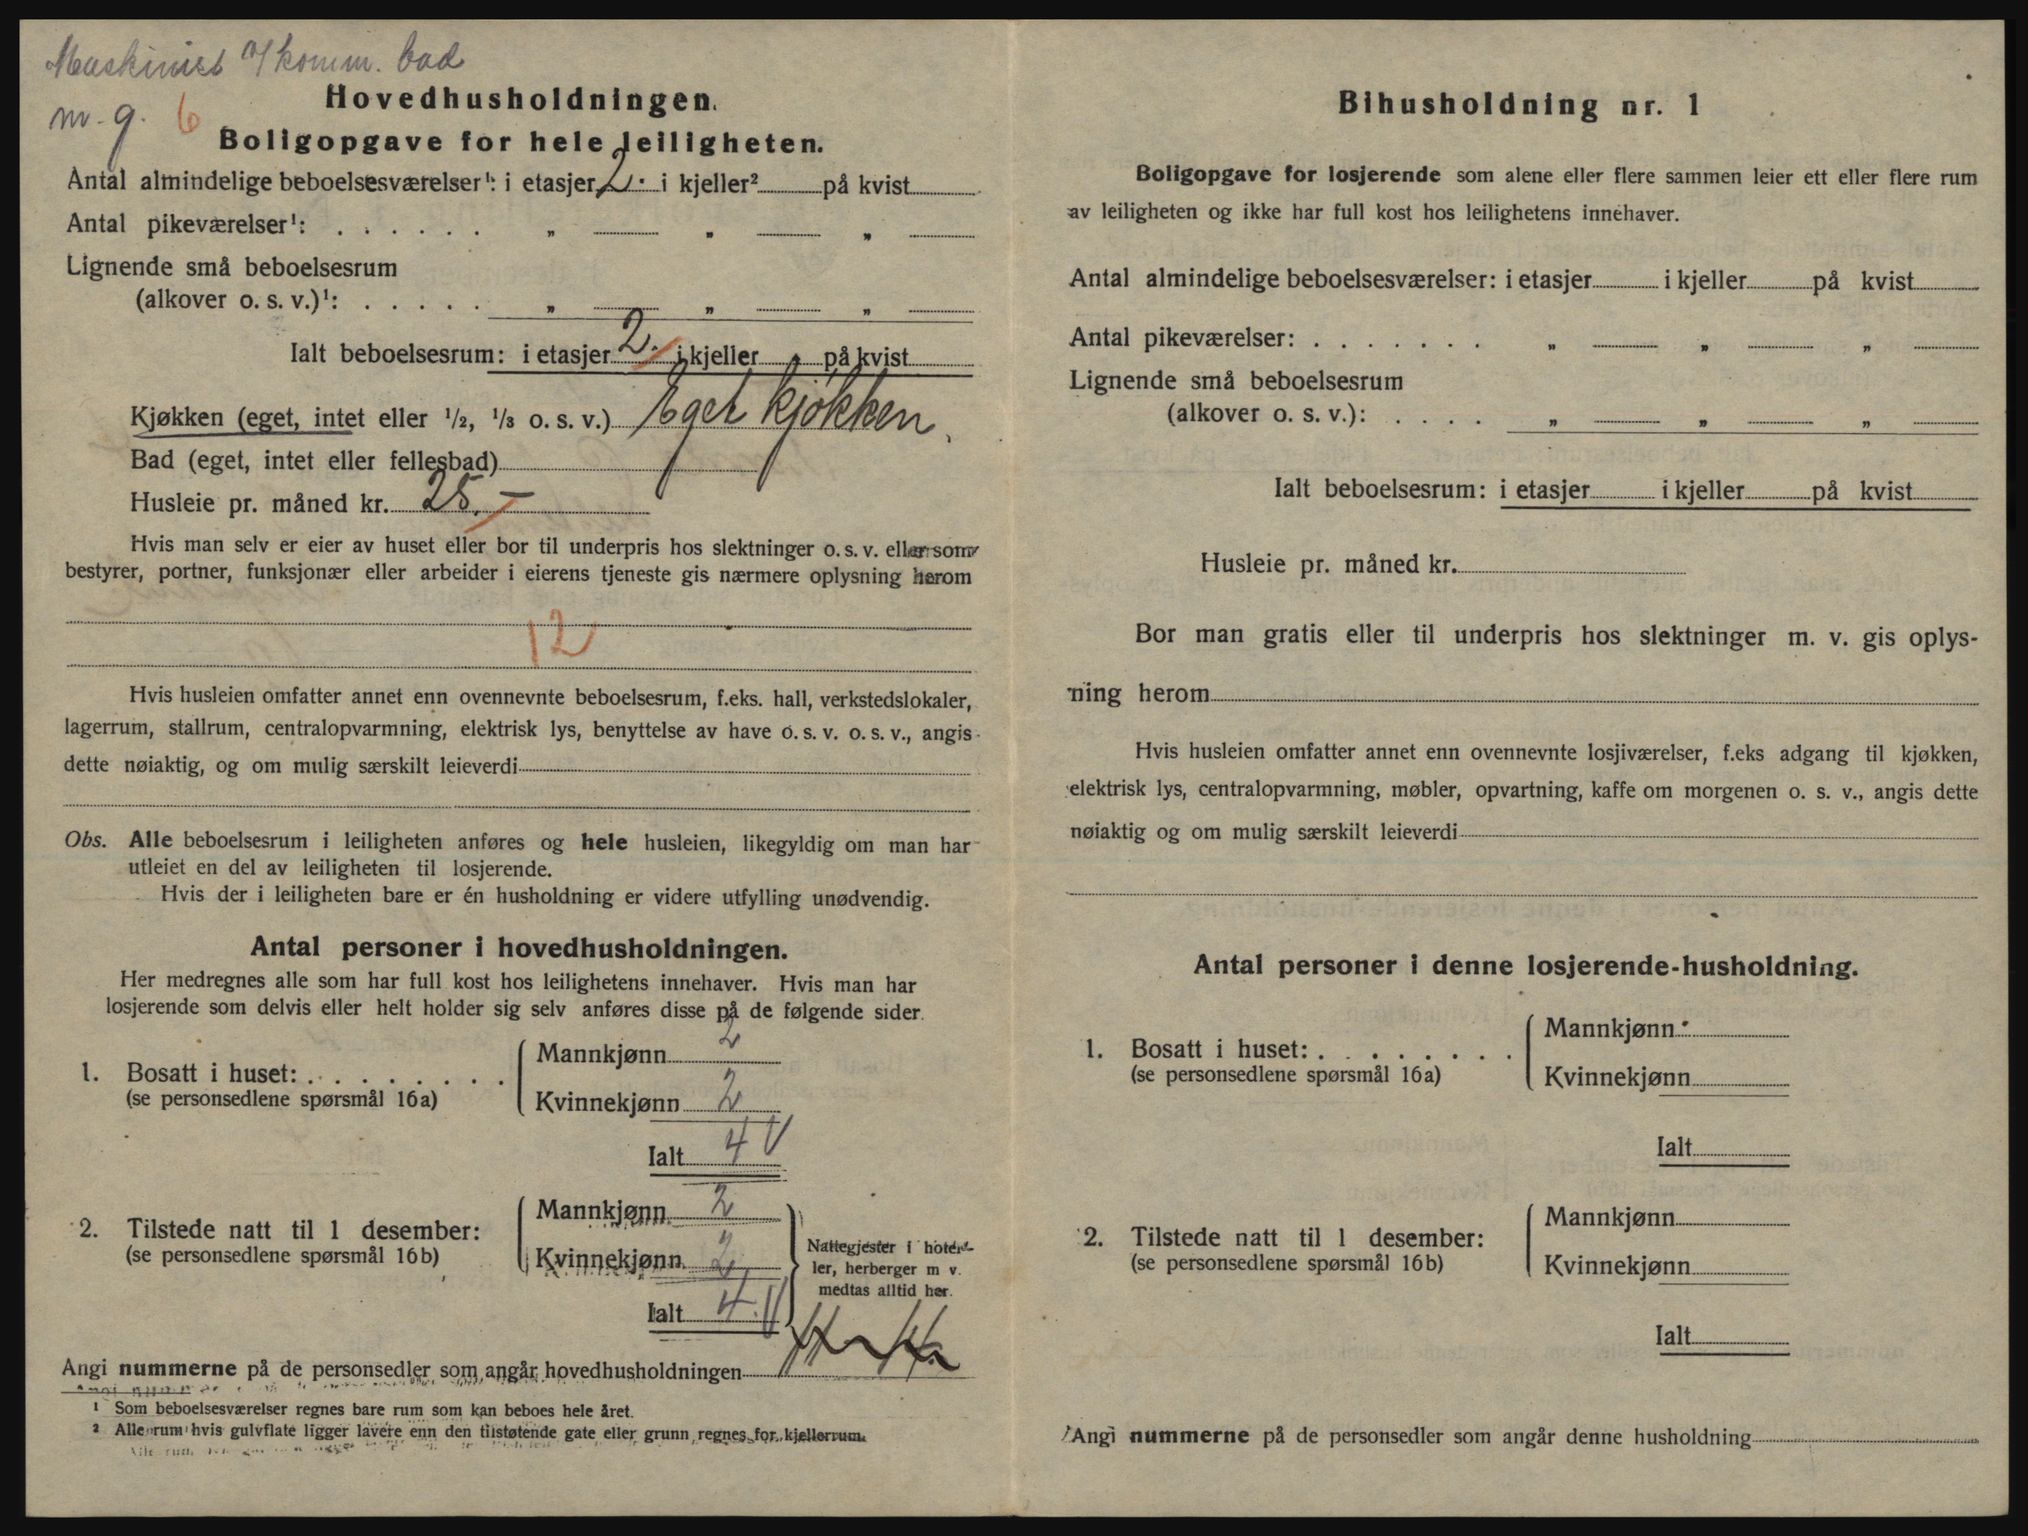 Maskinist v/ komm. bad
nr. 9. 6
Hovedhusholdningen.
Boligopgave for hele leiligheten.
Antal almindelige beboelsesværelser¹: i etasjer 2. i kjeller² på kvist
Antal pikeværelser¹: . . . . . . „ „ „
Lignende små beboelsesrum
(alkover o. s. v.)¹: . . . . . „ „ „
Ialt beboelsesrum: i etasjer 2. i kjeller på kvist
Kjøkken (eget, intet eller 1/2, 1/3 o. s. v.) Eget kjøkken.
Bad (eget, intet eller fellesbad)
Husleie pr. måned kr. 25.–
Hvis man selv er eier av huset eller bor til underpris hos slektninger o. s. v. eller som
bestyrer, portner, funksjonær eller arbeider i eierens tjeneste gis nærmere oplysning herom
12
Hvis husleien omfatter annet enn ovennevnte beboelsesrum, f.eks. hall, verkstedslokaler,
lagerrum, stallrum, centralopvarmning, elektrisk lys, benyttelse av have o. s. v. o. s. v., angis
dette nøiaktig, og om mulig særskilt leieverdi
Obs. Alle beboelsesrum i leiligheten anføres og hele husleien, likegyldig om man har
utleiet en del av leiligheten til losjerende.
Hvis der i leiligheten bare er én husholdning er videre utfylling unødvendig.
Antal personer i hovedhusholdningen.
Her medregnes alle som har full kost hos leilighetens innehaver. Hvis man har
losjerende som delvis eller helt holder sig selv anføres disse på de følgende sider.
1. Bosatt i huset: . . . . . . . .
(se personsedlene spørsmål 16a)
Mannkjønn 2
Kvinnekjønn 2
Ialt 4
2. Tilstede natt til 1 desember:
(se personsedlene spørsmål 16b)
Mannkjønn 2
Kvinnekjønn 2
Ialt 4.
Nattegjester i hotel-
ler, herberger m v.
medtas alltid her.
Angi nummerne på de personsedler som angår hovedhusholdningen
¹ Som beboelsesværelser regnes bare rum som kan beboes hele året.
² Alle rum hvis gulvflate ligger lavere enn den tilstøtende gate eller grunn regnes for kjellerrum.
Bihusholdning nr. 1
Boligopgave for losjerende som alene eller flere sammen leier ett eller flere rum
av leiligheten og ikke har full kost hos leilighetens innehaver.
Antal almindelige beboelsesværelser: i etasjer i kjeller på kvist
Antal pikeværelser: . . . . . . . „ „ „
Lignende små beboelsesrum
(alkover o. s. v.): . . . . „ „ „
Ialt beboelsesrum: i etasjer i kjeller på kvist
Husleie pr. måned kr.
Bor man gratis eller til underpris hos slektninger m. v. gis oplys-
ning herom
Hvis husleien omfatter annet enn ovennevnte losjiværelser, f.eks adgang til kjøkken,
elektrisk lys, centralopvarmning, møbler, opvartning, kaffe om morgenen o. s. v., angis dette
nøiaktig og om mulig særskilt leieverdi
Antal personer i denne losjerende-husholdning.
1. Bosatt i huset: . . . . . . . .
(se personsedlene spørsmål 16a)
Mannkjønn
Kvinnekjønn
Ialt
2. Tilstede natt til 1 desember:
(se personsedlene spørsmål 16b)
Mannkjønn
Kvinnekjønn
Ialt
Angi nummerne på de personsedler som angår denne husholdning